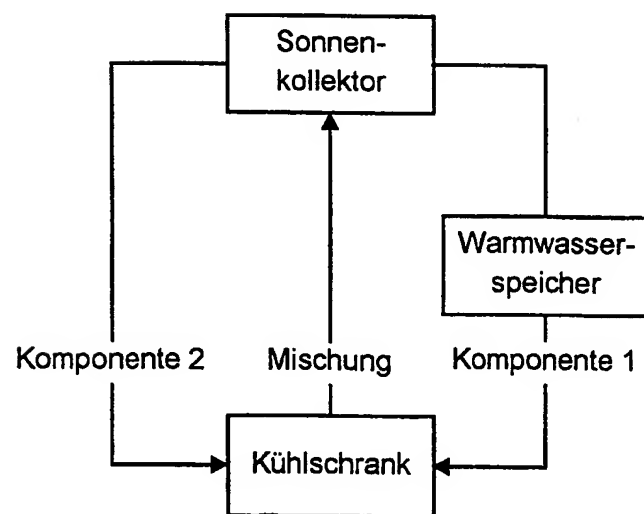 Sonnen-
kollektor
Warmwasser-
speicher
Komponente 2 Mischung Komponente 1
Kühlschrank